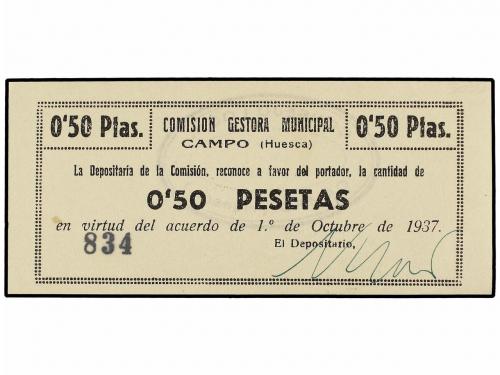 0'50 Ptas. COMISION GESTORA MUNICIPAL 0'50 Ptas.
CAMPO (Huesca)
La Depositaría de la Comisión, reconoce a favor del portador, la cantidad de
0'50 PESETAS
en virtud del acuerdo de 1.º de Octubre de 1937.
834
El Depositario,